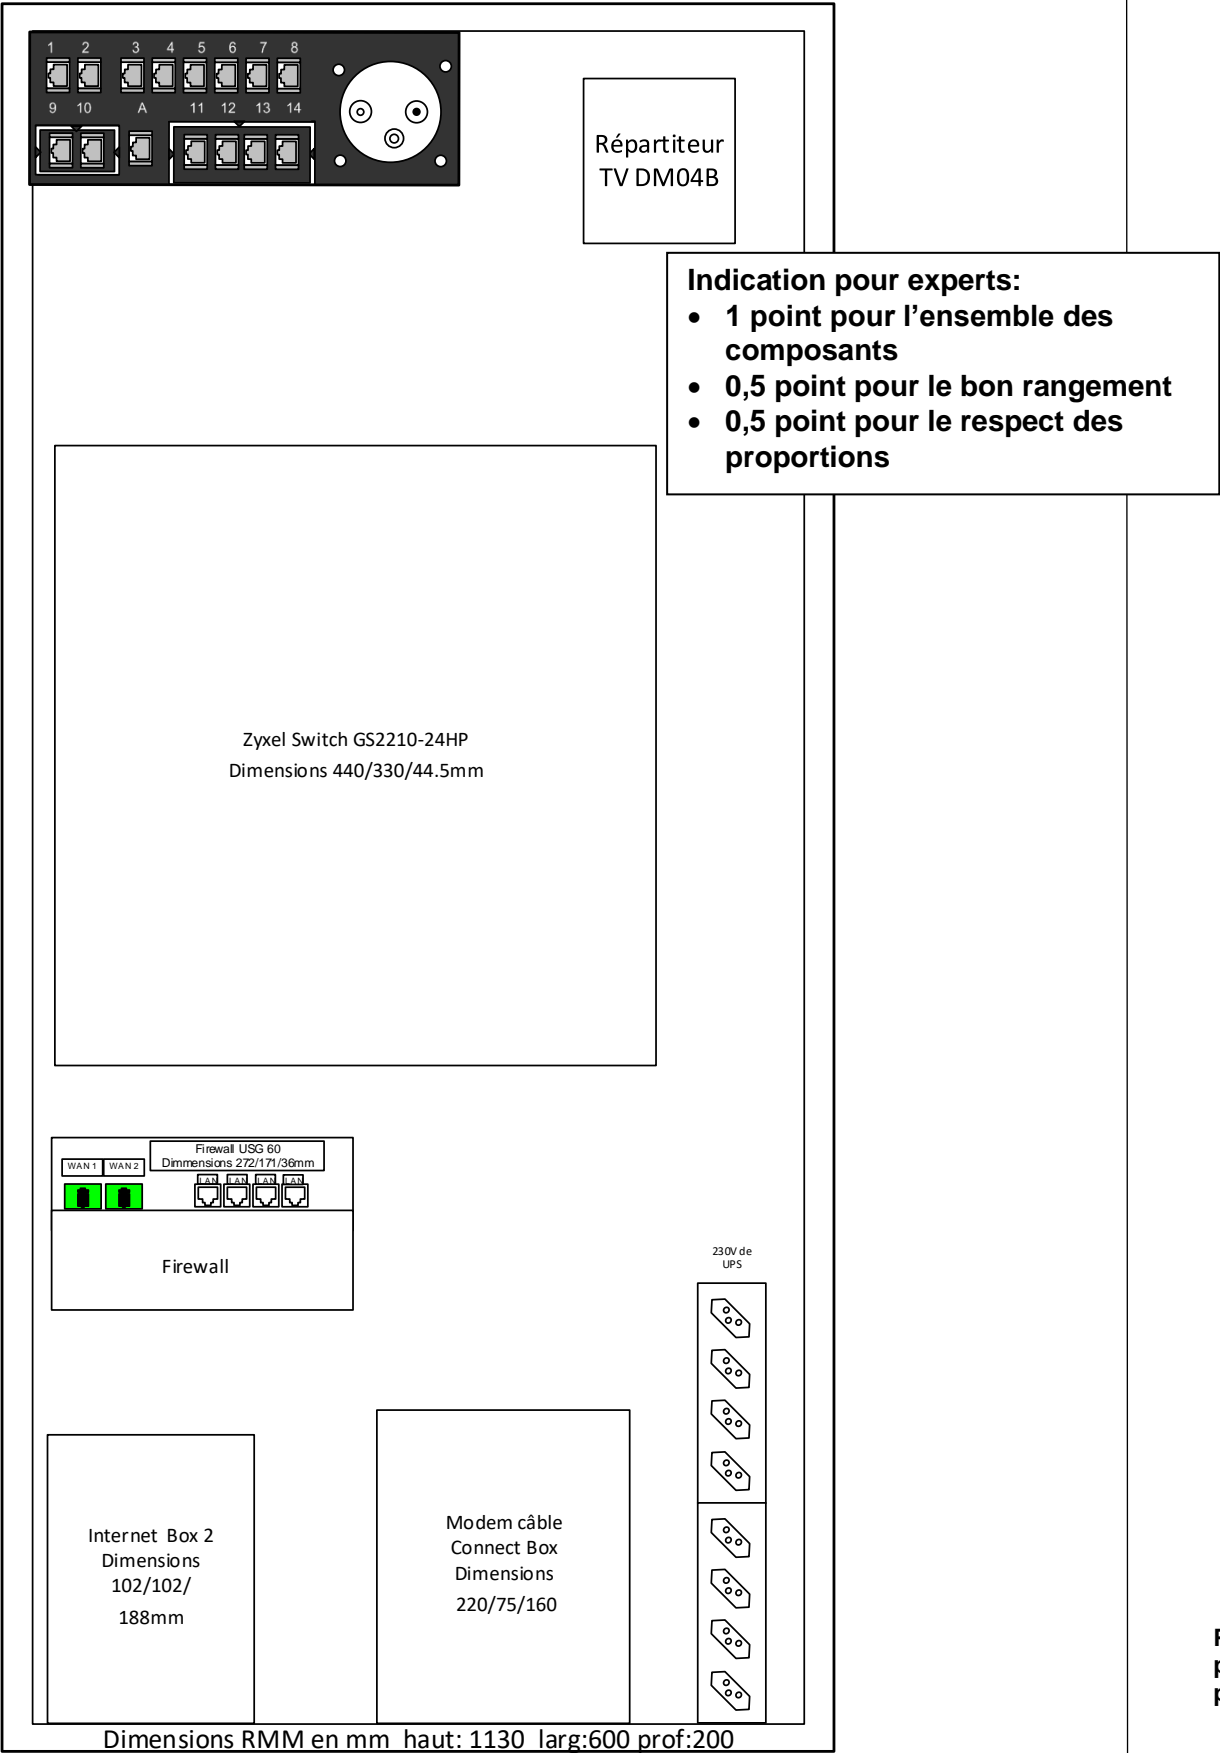 1 2 3 4 5 6 7 8
9 10 A 11 12 13 14
Répartiteur
TV DM04B
Indication pour experts:
• 1 point pour l'ensemble des
composants
• 0,5 point pour le bon rangement
• 0,5 point pour le respect des
proportions
Zyxel Switch GS2210-24HP
Dimensions 440/330/44.5mm
Firewall USG 60
Dimmensions 272/171/36mm
WAN 1 WAN 2
LAN LAN LAN LAN
Firewall
230V de
UPS
Internet Box 2
Dimensions
102/102/
188mm
Modem câble
Connect Box
Dimensions
220/75/160
Dimensions RMM en mm haut: 1130 larg:600 prof:200